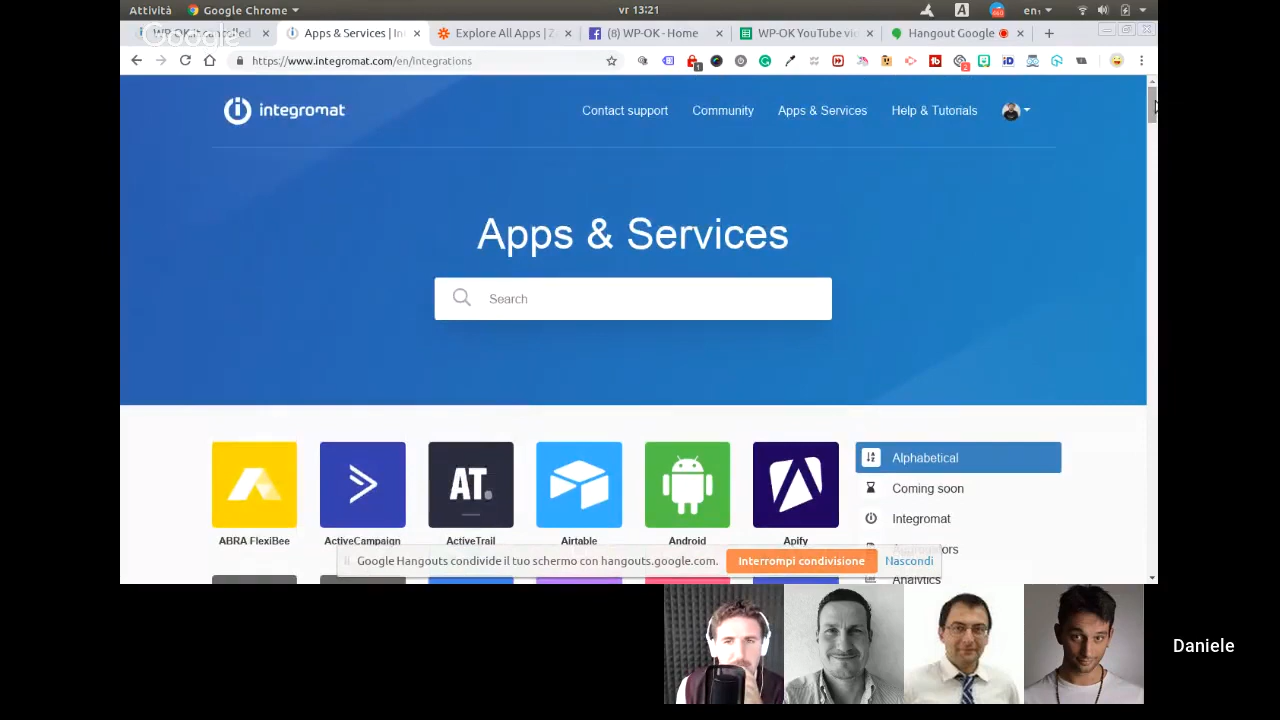 Attività
Google Chrome
vr 13:21
A
en₁
Google
Apps & Services | In
Explore All Apps | Z
(8) WP-OK - Home
WP-OK YouTube vi
Hangout Google
https://www.integromat.com/en/integrations
integromat
Contact support
Community
Apps & Services
Help & Tutorials
Apps & Services
Search
AT.
ABRA FlexiBee
ActiveCampaign
ActiveTrail
Airtable
Android
Apify
Alphabetical
Coming soon
Integromat
Analytics
Google Hangouts condivide il tuo schermo con hangouts.google.com.
Interrompi condivisione
Nascondi
Daniele